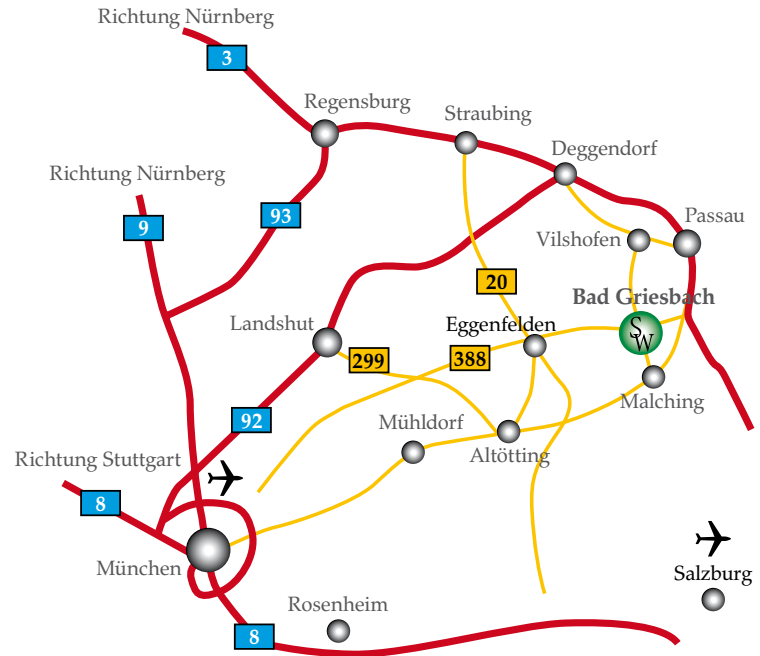 Richtung Nürnberg
3
Regensburg
Straubing
Deggendorf
Richtung Nürnberg
9
93
Passau
Vilshofen
20
Bad Griesbach
Landshut
Eggenfelden
S
W
299
388
Malching
92
Mühldorf
Altötting
Richtung Stuttgart
8
München
Salzburg
Rosenheim
8